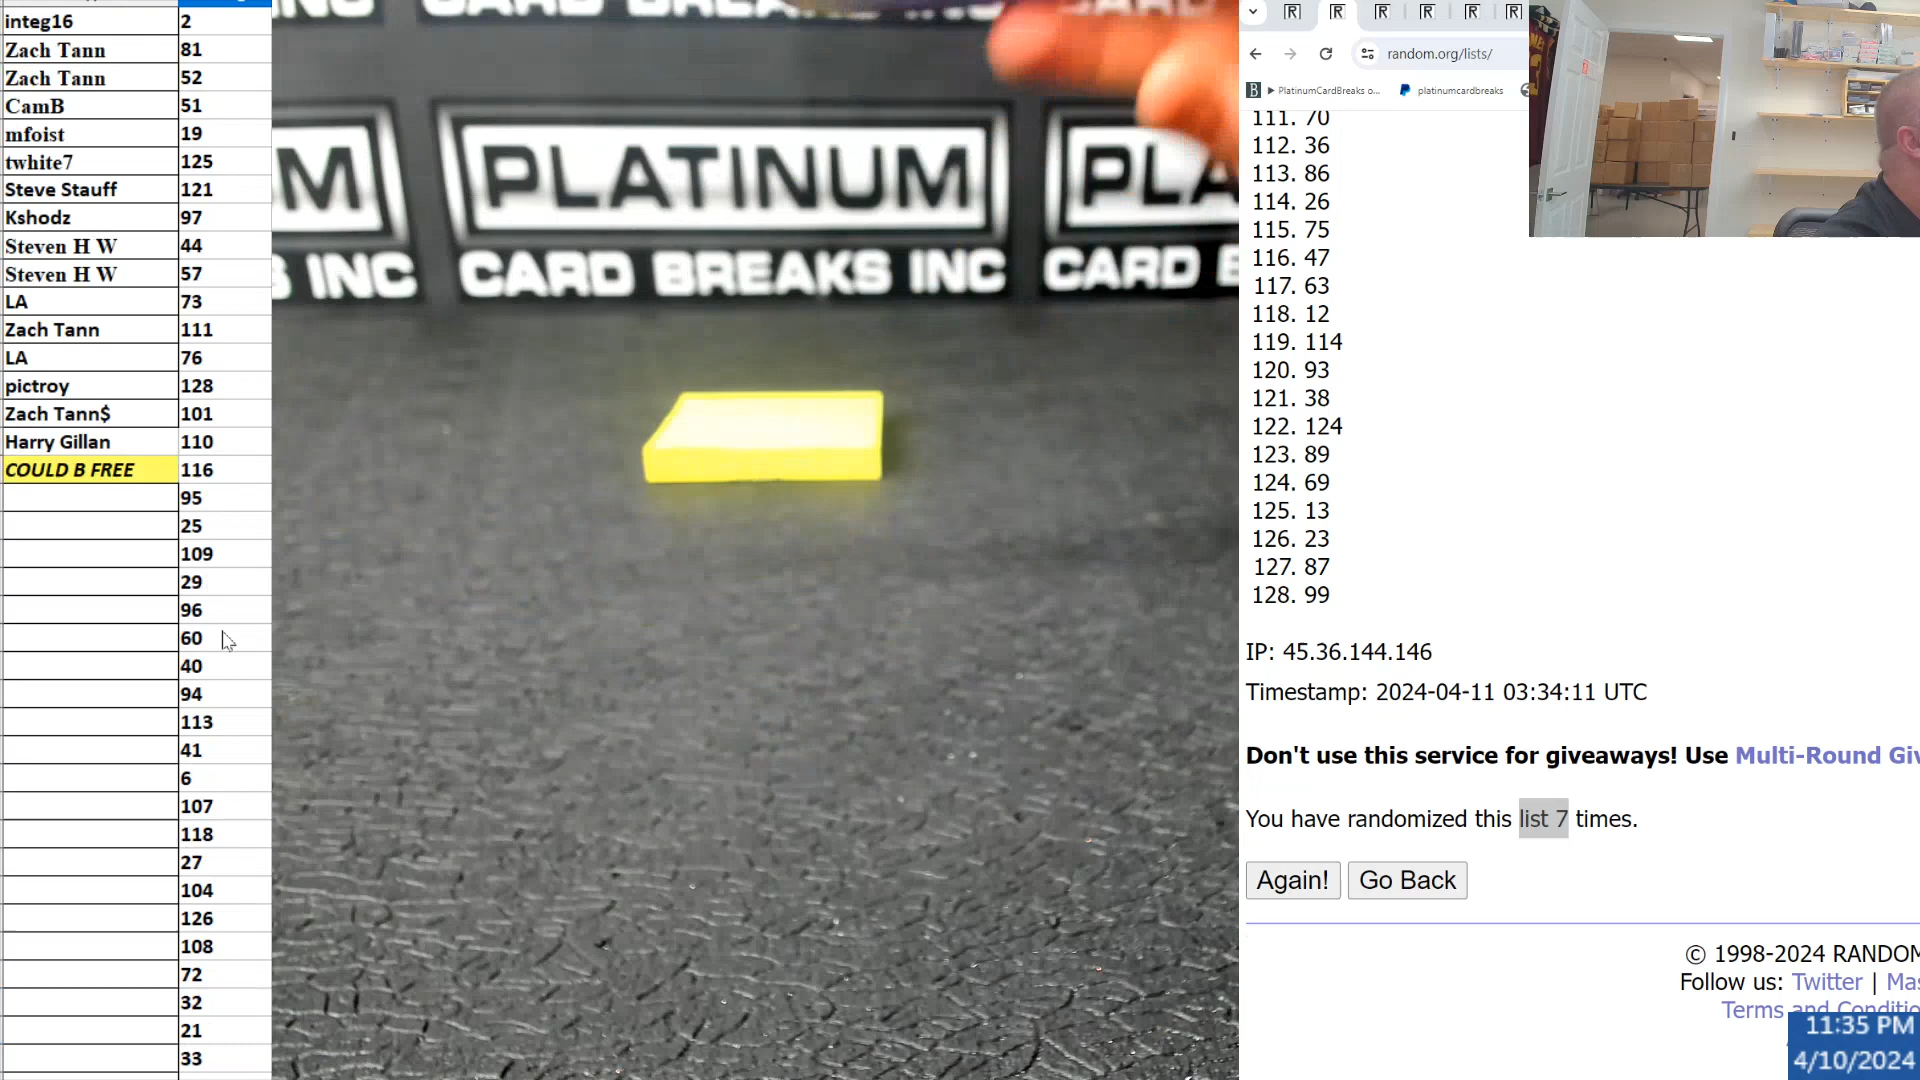 integ16 2
Zach Tann 81
Zach Tann 52
CamB 51
mfoist 19
twhite7 125
Steve Stauff 121
Kshodz 97
Steven H W 44
Steven H W 57
LA 73
Zach Tann 111
LA 76
pictroy 128
Zach Tann$ 101
Harry Gillan 110
COULD B FREE 116
95
25
109
29
96
60
40
94
113
41
6
107
118
27
104
126
108
72
32
21
33
PLATINUM
CARD BREAKS INC
M
S INC
PL
CARD
random.org/lists/
PlatinumCardBreaks o...
platinumcardbreaks
111. 70
112. 36
113. 86
114. 26
115. 75
116. 47
117. 63
118. 12
119. 114
120. 93
121. 38
122. 124
123. 89
124. 69
125. 13
126. 23
127. 87
128. 99
IP: 45.36.144.146
Timestamp: 2024-04-11 03:34:11 UTC
Don't use this service for giveaways! Use Multi-Round Giv
You have randomized this list 7 times.
Again! Go Back
© 1998-2024 RANDOM
Follow us: Twitter | Mas
Terms and Conditio
11:35 PM
4/10/2024